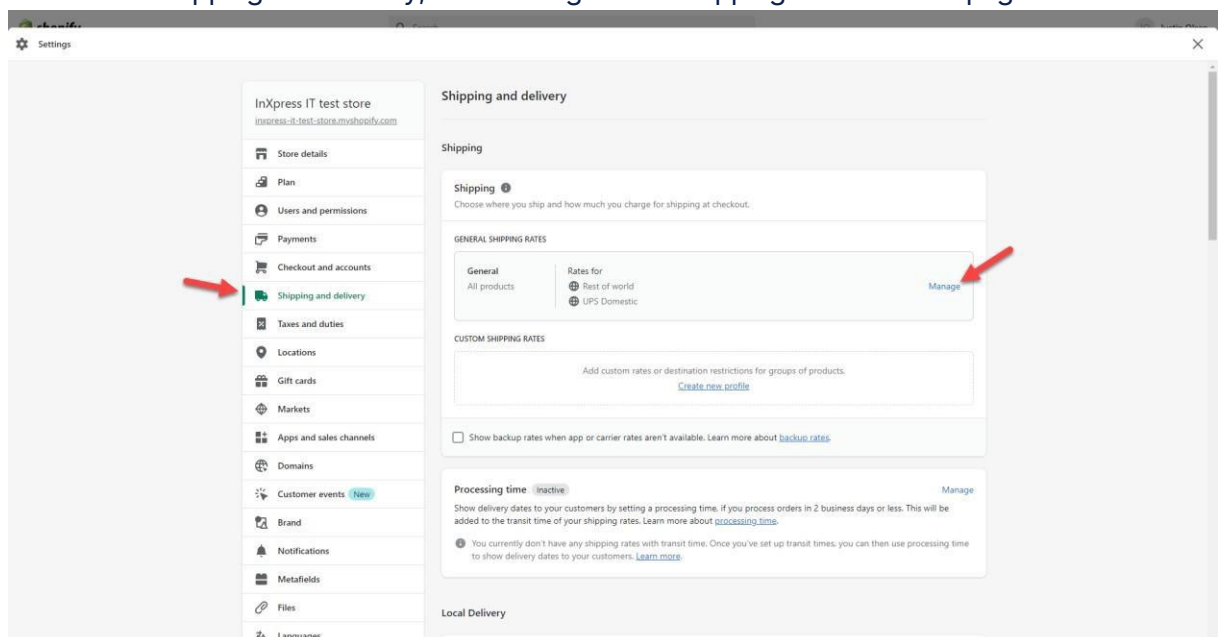 shopify
Settings
InXpress IT test store
inxpress-it-test-store.myshopify.com
Store details
Plan
Users and permissions
Payments
Checkout and accounts
Shipping and delivery
Taxes and duties
Locations
Gift cards
Markets
Apps and sales channels
Domains
Customer events New
Brand
Notifications
Metafields
Files
Languages
Shipping and delivery
Shipping
Shipping
Choose where you ship and how much you charge for shipping at checkout.
GENERAL SHIPPING RATES
General
All products
Rates for
Rest of world
UPS Domestic
Manage
CUSTOM SHIPPING RATES
Add custom rates or destination restrictions for groups of products.
Create new profile
Show backup rates when app or carrier rates aren't available. Learn more about backup rates.
Processing time Inactive Manage
Show delivery dates to your customers by setting a processing time, if you process orders in 2 business days or less. This will be
added to the transit time of your shipping rates. Learn more about processing time.
You currently don't have any shipping rates with transit time. Once you've set up transit times, you can then use processing time
to show delivery dates to your customers. Learn more.
Local Delivery